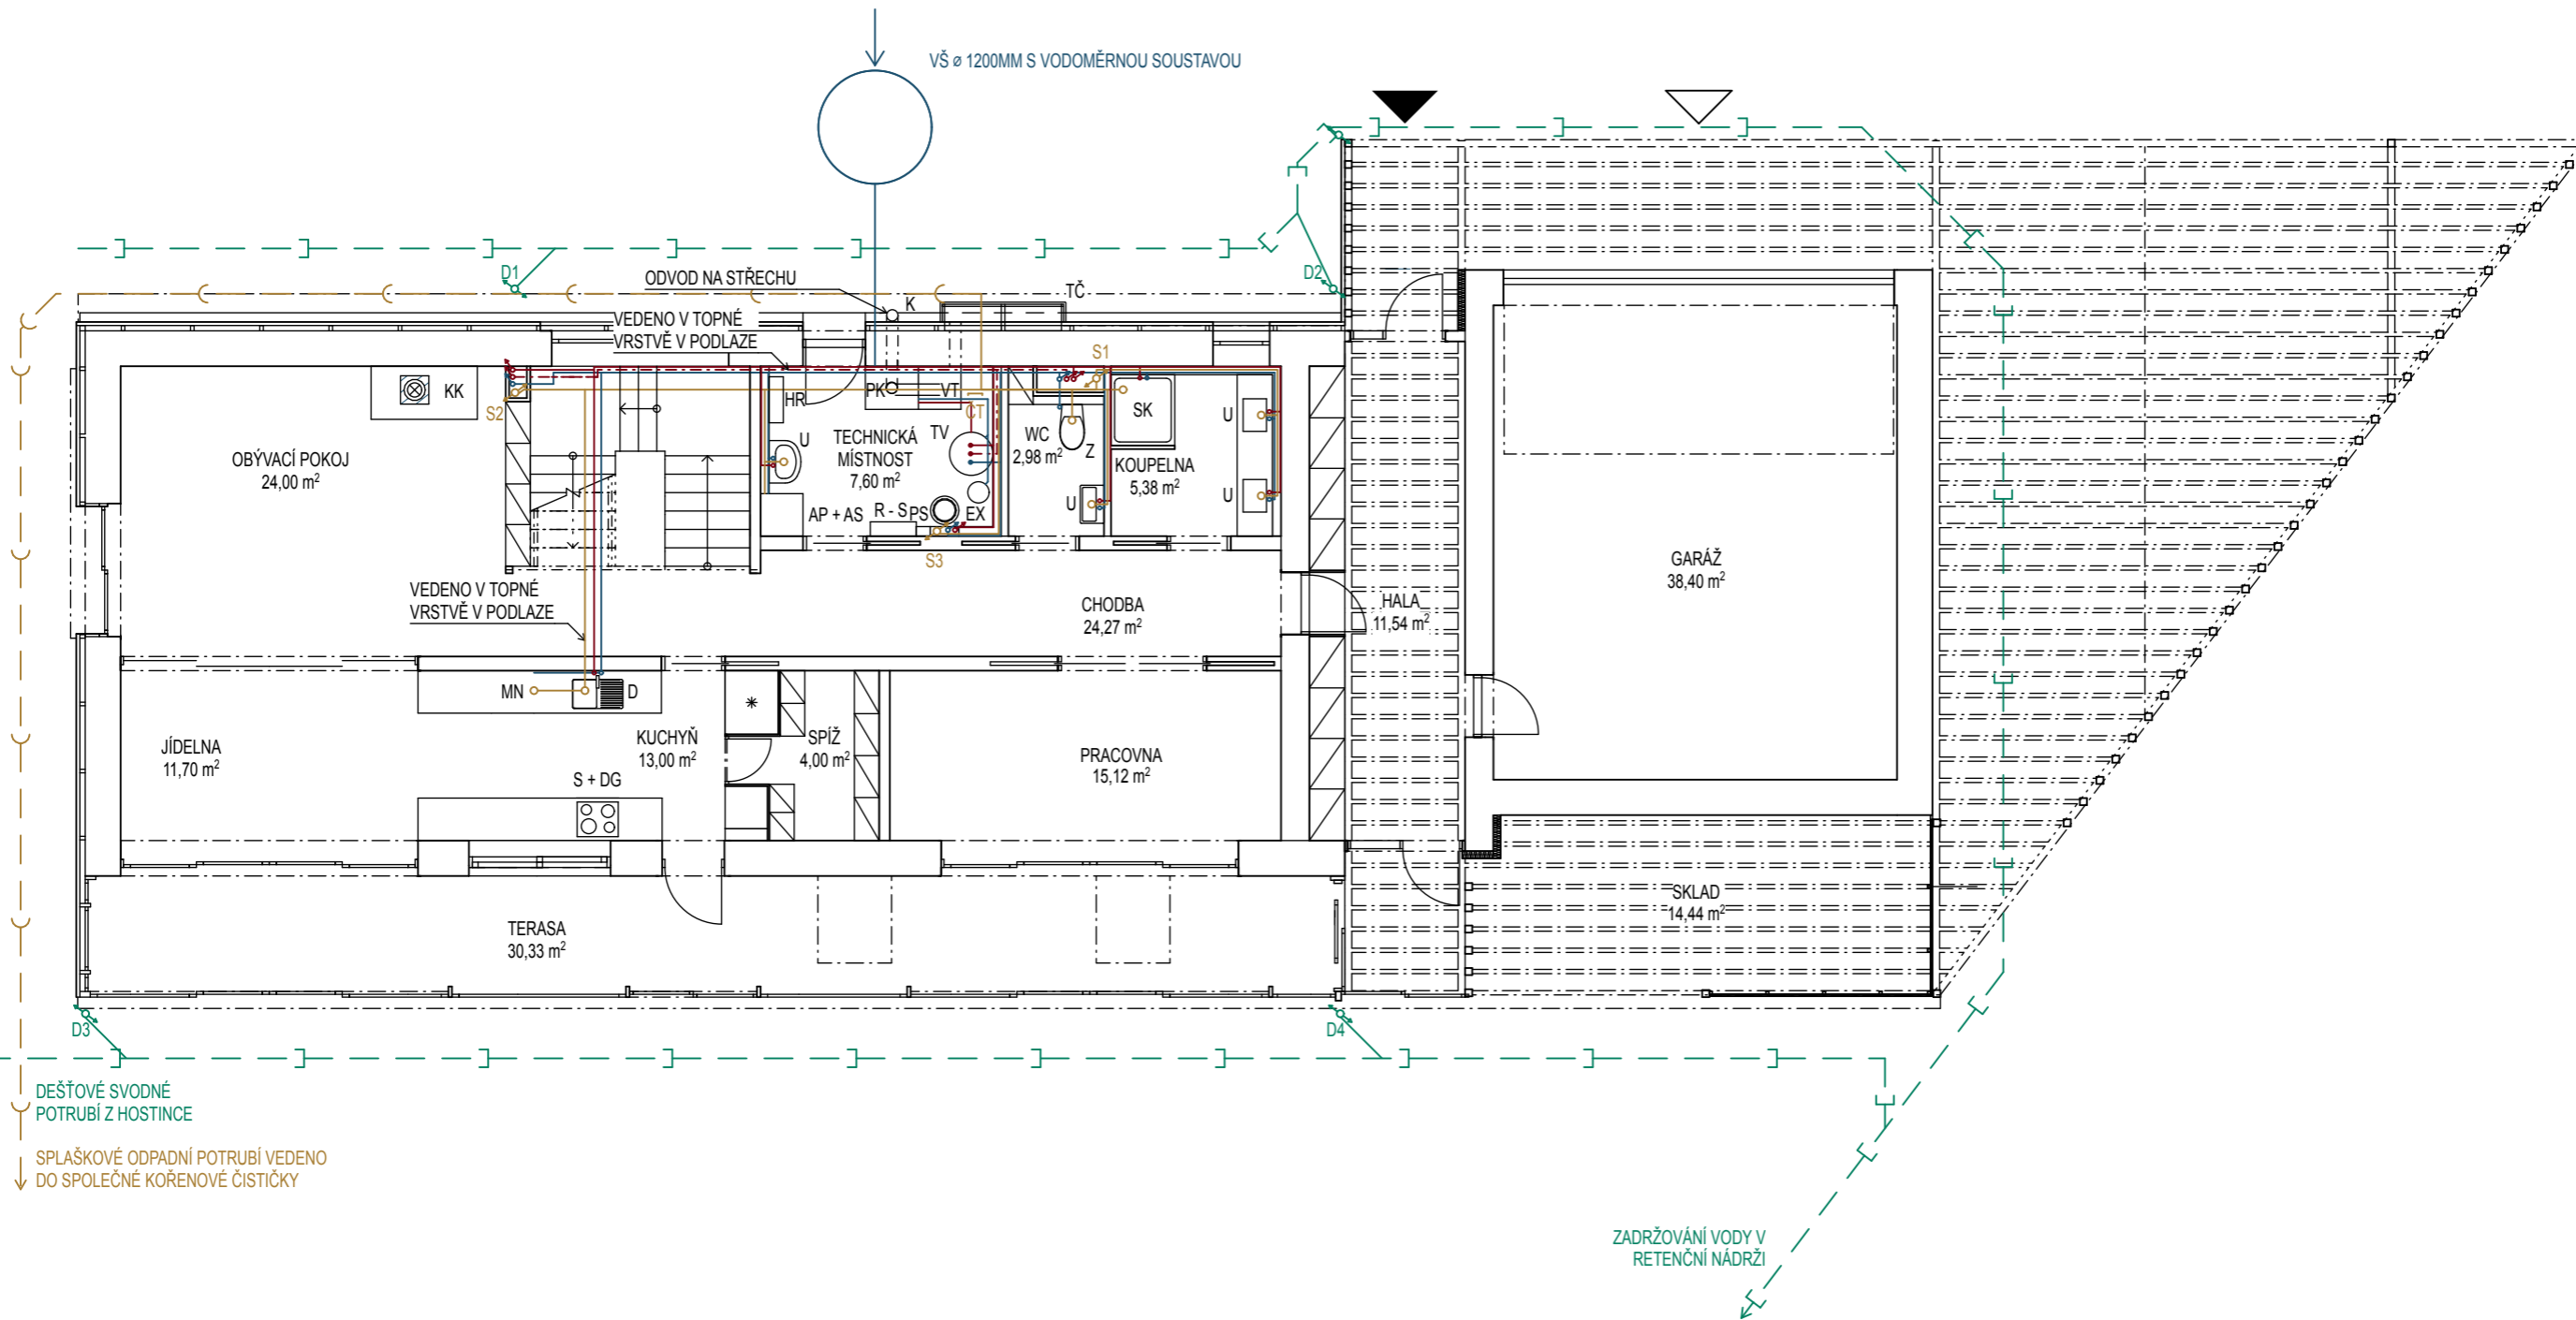 VŠ ø 1200MM S VODOMĚRNOU SOUSTAVOU
D1
ODVOD NA STŘECHU
D2
K
TČ
VEDENO V TOPNÉ
VRSTVĚ V PODLAZE
S1
KK
S2
HR
PK
VT
ČT
SK
U
OBÝVACÍ POKOJ
24,00 m²
U
TECHNICKÁ
MÍSTNOST
7,60 m²
TV
WC
2,98 m²
Z
KOUPELNA
5,38 m²
U
U
AP + AS
R - S
PS
EX
S3
GARÁŽ
38,40 m²
VEDENO V TOPNÉ
VRSTVĚ V PODLAZE
CHODBA
24,27 m²
HALA
11,54 m²
MN
D
JÍDELNA
11,70 m²
KUCHYŇ
13,00 m²
SPÍŽ
4,00 m²
PRACOVNA
15,12 m²
S + DG
SKLAD
14,44 m²
TERASA
30,33 m²
D3
D4
DEŠŤOVÉ SVODNÉ
POTRUBÍ Z HOSTINCE
SPLAŠKOVÉ ODPADNÍ POTRUBÍ VEDENO
DO SPOLEČNÉ KOŘENOVÉ ČISTIČKY
ZADRŽOVÁNÍ VODY V
RETENČNÍ NÁDRŽI